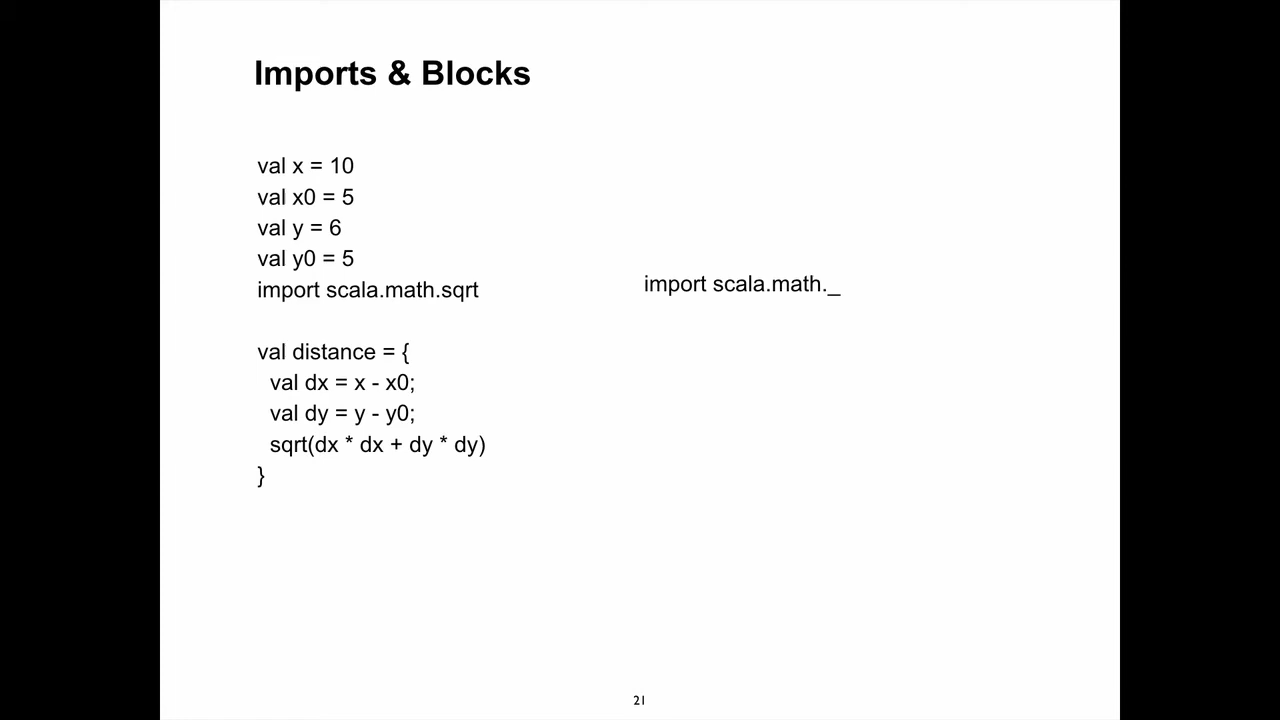 Imports & Blocks
val x = 10
val x0 = 5
val y = 6
val y0 = 5
import scala.math.sqrt
import scala.math._
val distance = {
val dx = x - x0;
val dy = y - y0;
sqrt(dx * dx + dy * dy)
}
21